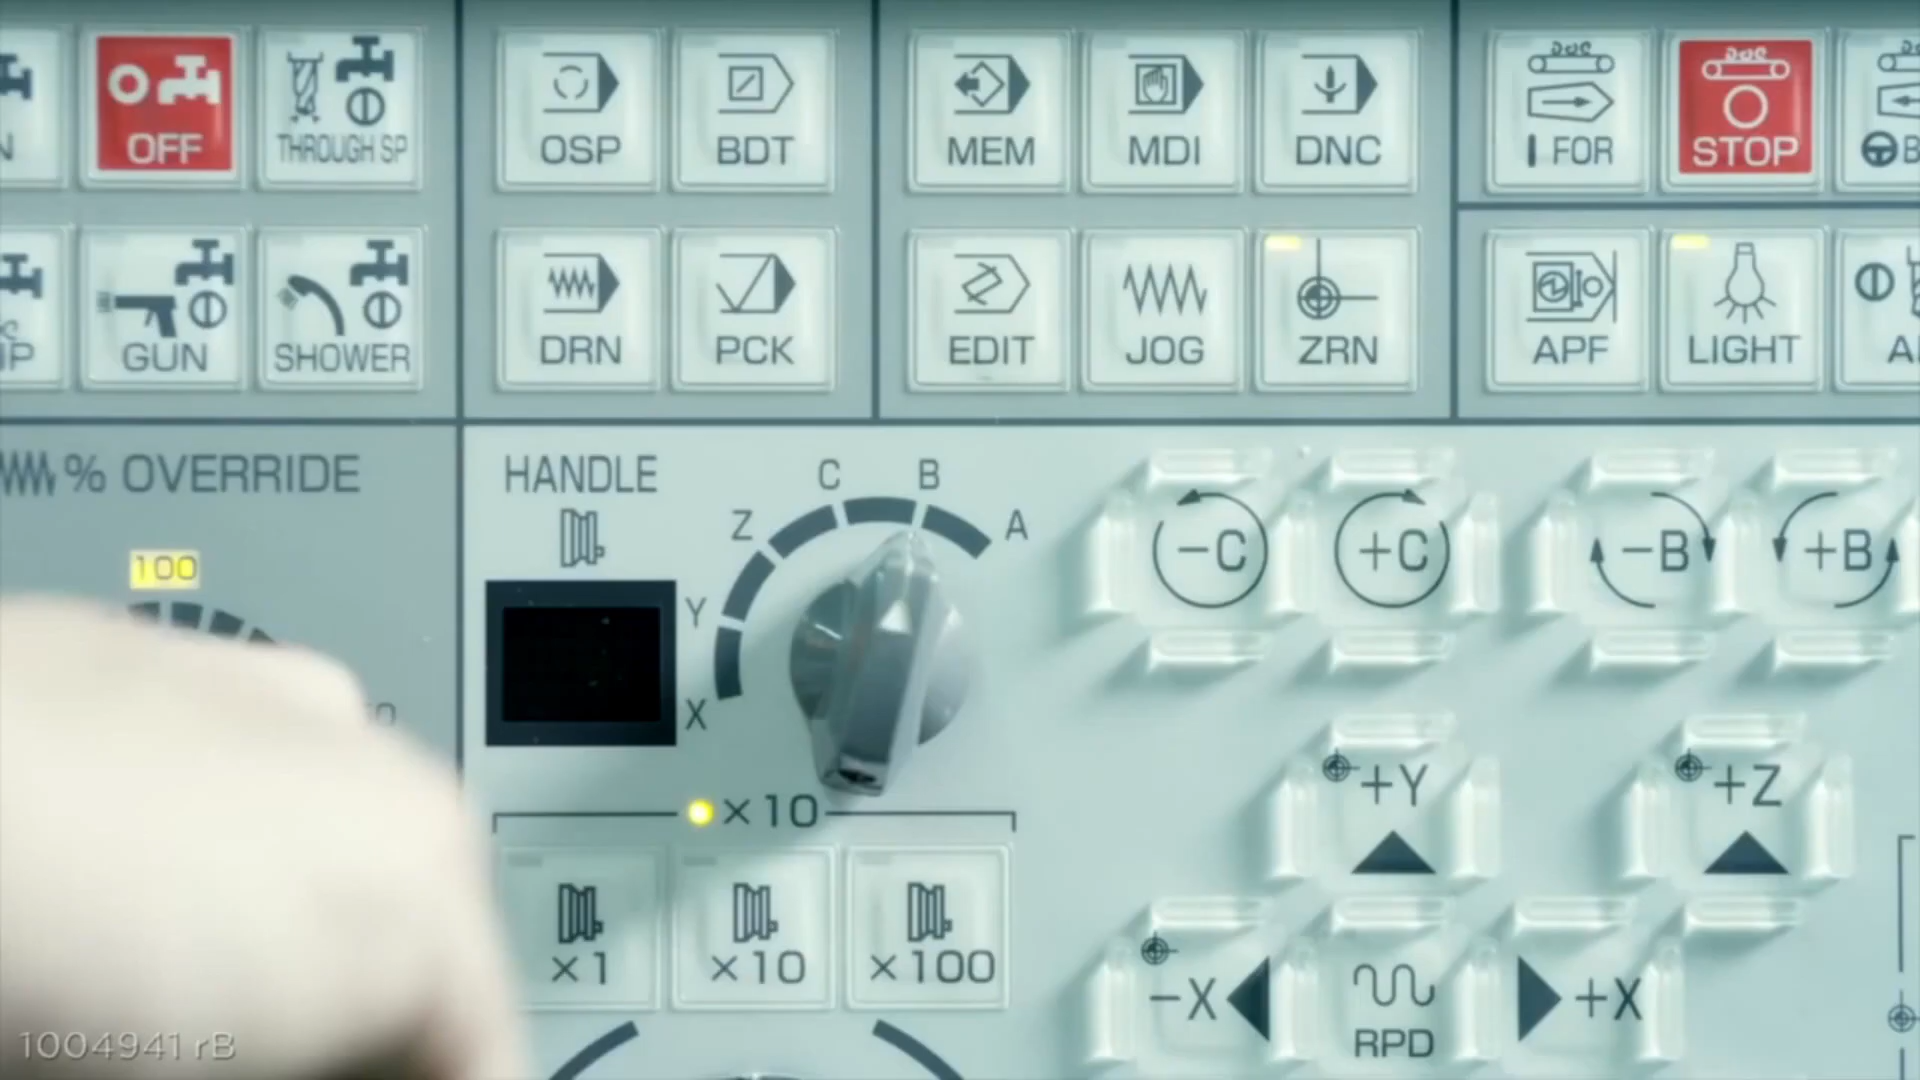 OFF
THROUGH SP
OSP
BDT
MEM
MDI
DNC
FOR
STOP
GUN
SHOWER
DRN
PCK
EDIT
JOG
ZRN
APF
LIGHT
% OVERRIDE
100
HANDLE
X
Y
Z
C
B
A
×10
×1
×10
×100
-C
+C
-B
+B
+Y
+Z
-X
RPD
+X
1004941 rB